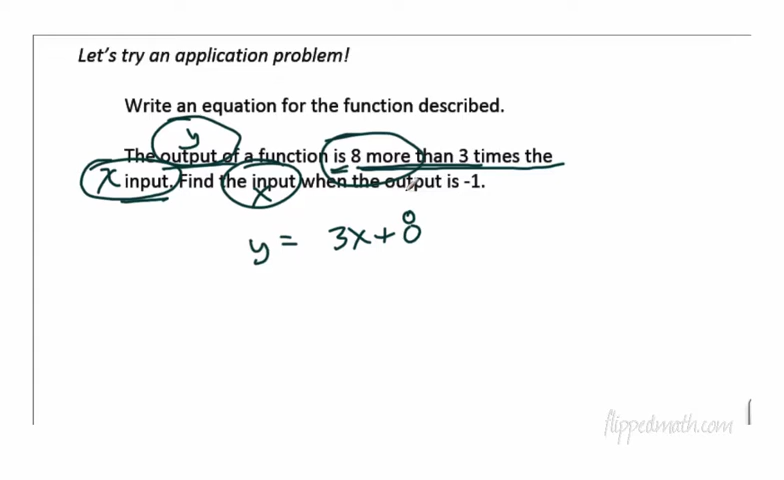 Let's try an application problem!
Write an equation for the function described.
y
The output of a function is 8 more than 3 times the
x input. Find the input when the output is -1.
x
y = 3x + 8
flippedmath.com